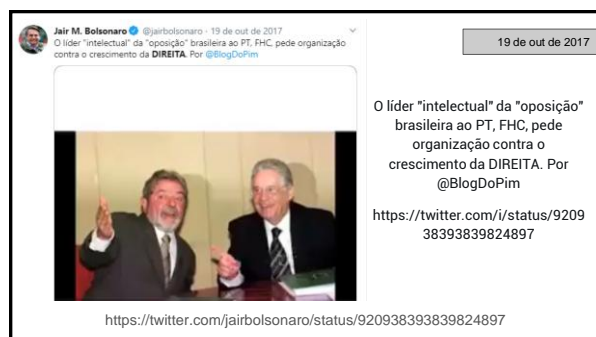 Jair M. Bolsonaro @jairbolsonaro · 19 de out de 2017
O líder "intelectual" da "oposição" brasileira ao PT, FHC, pede organização
contra o crescimento da DIREITA. Por @BlogDoPim
19 de out de 2017
O líder "intelectual" da "oposição"
brasileira ao PT, FHC, pede
organização contra o
crescimento da DIREITA. Por
@BlogDoPim
https://twitter.com/i/status/9209
38393839824897
https://twitter.com/jairbolsonaro/status/920938393839824897